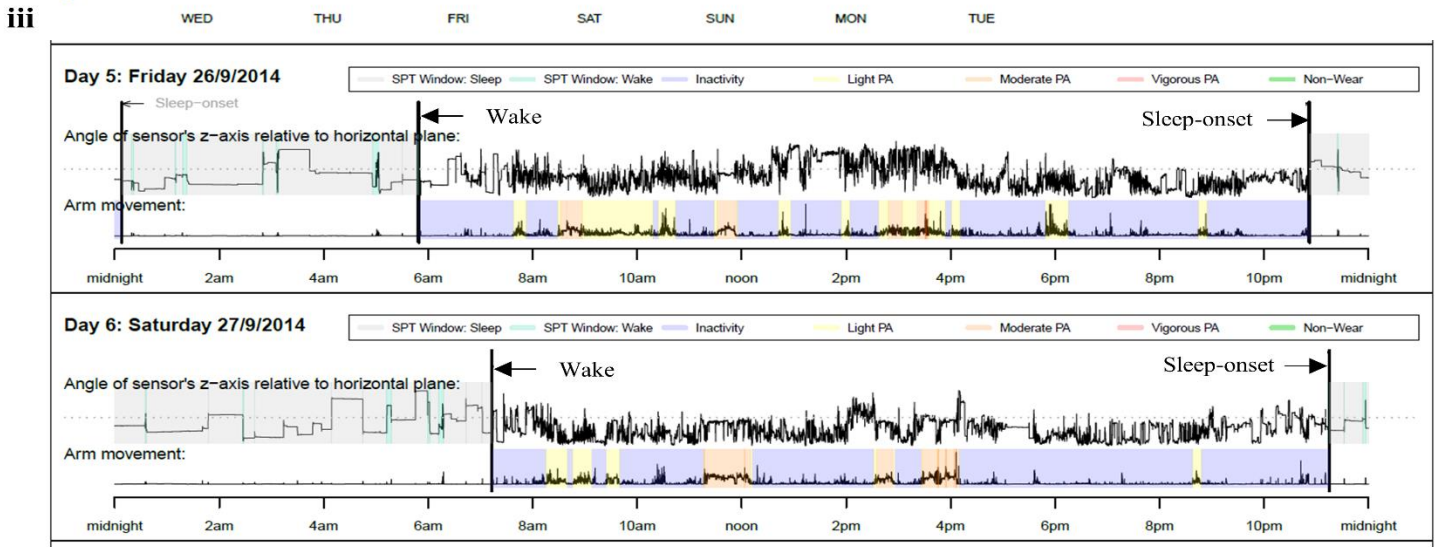 iii
WED THU FRI SAT SUN MON TUE
Day 5: Friday 26/9/2014
SPT Window: Sleep SPT Window: Wake Inactivity Light PA Moderate PA Vigorous PA Non-Wear
Sleep-onset
Wake
Sleep-onset
Angle of sensor's z-axis relative to horizontal plane:
Arm movement:
midnight 2am 4am 6am 8am 10am noon 2pm 4pm 6pm 8pm 10pm midnight
Day 6: Saturday 27/9/2014
SPT Window: Sleep SPT Window: Wake Inactivity Light PA Moderate PA Vigorous PA Non-Wear
Wake
Sleep-onset
Angle of sensor's z-axis relative to horizontal plane:
Arm movement:
midnight 2am 4am 6am 8am 10am noon 2pm 4pm 6pm 8pm 10pm midnight